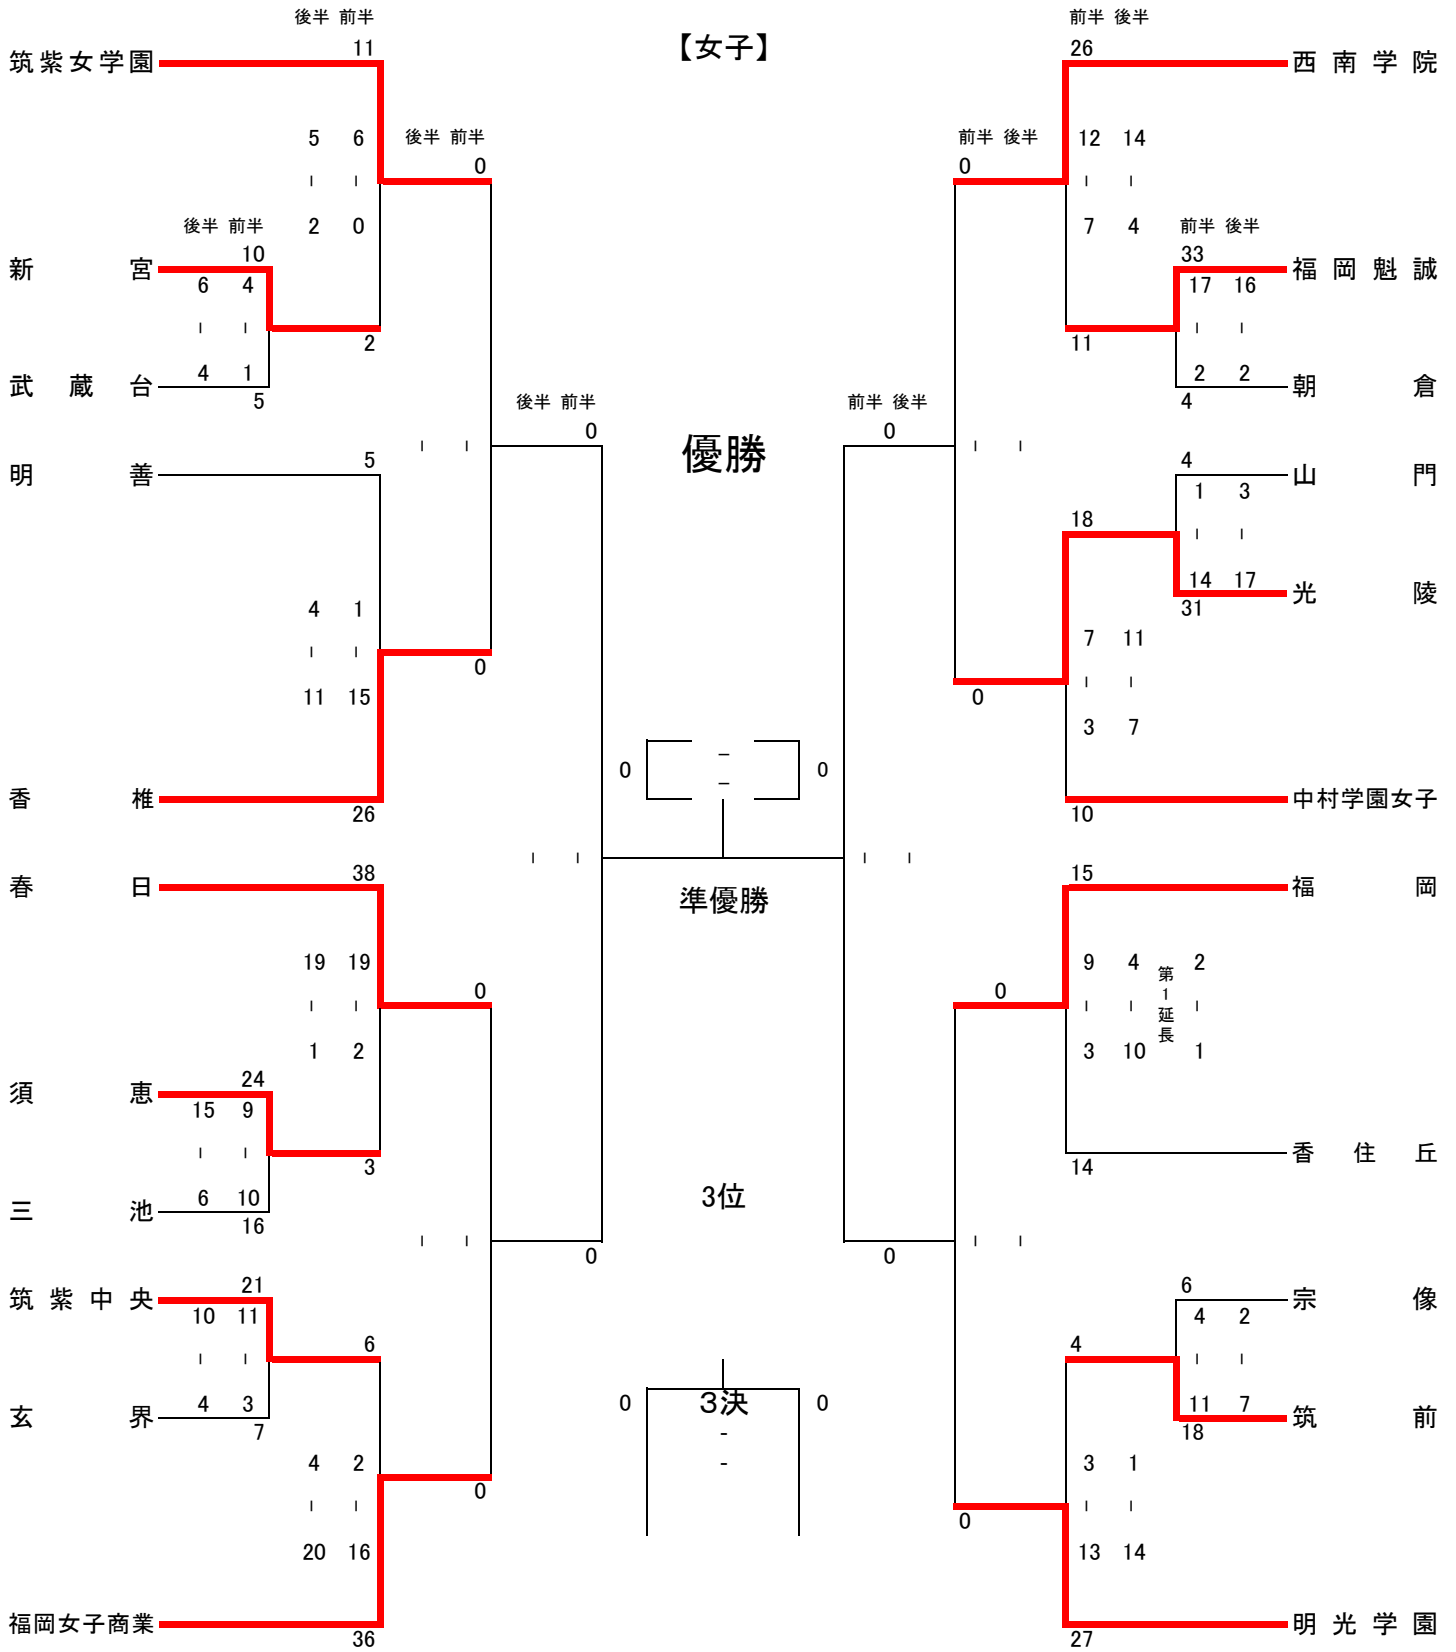 【女子】
後半 前半
前半 後半
筑紫女学園
11
26
西南学院
5 6
後半 前半
前半 後半
12 14
0
0
- -
- -
2 0
7 4
後半 前半
前半 後半
新宮
10
33
福岡魁誠
6 4
17 16
- -
- -
2
11
武蔵台
4 1
2 2
朝倉
5
4
後半 前半
前半 後半
0
0
優勝
- -
- -
明善
5
4
山門
1 3
18
- -
14 17
光陵
31
4 1
7 11
- -
- -
0
0
11 15
3 7
0
-
-
0
香椎
26
10
中村学園女子
- -
- -
準優勝
春日
38
15
福岡
19 19
9 4 2
第1延長
0
0
- -
- - -
1 2
3 10 1
須恵
24
15 9
- -
3
14
香住丘
三池
6 10
16
3位
- -
- -
0
0
筑紫中央
21
6
宗像
10 11
4 2
6
4
- -
- -
玄界
4 3
11 7
筑前
7
18
0
3決
0
-
-
4 2
3 1
- -
- -
0
0
20 16
13 14
福岡女子商業
36
27
明光学園